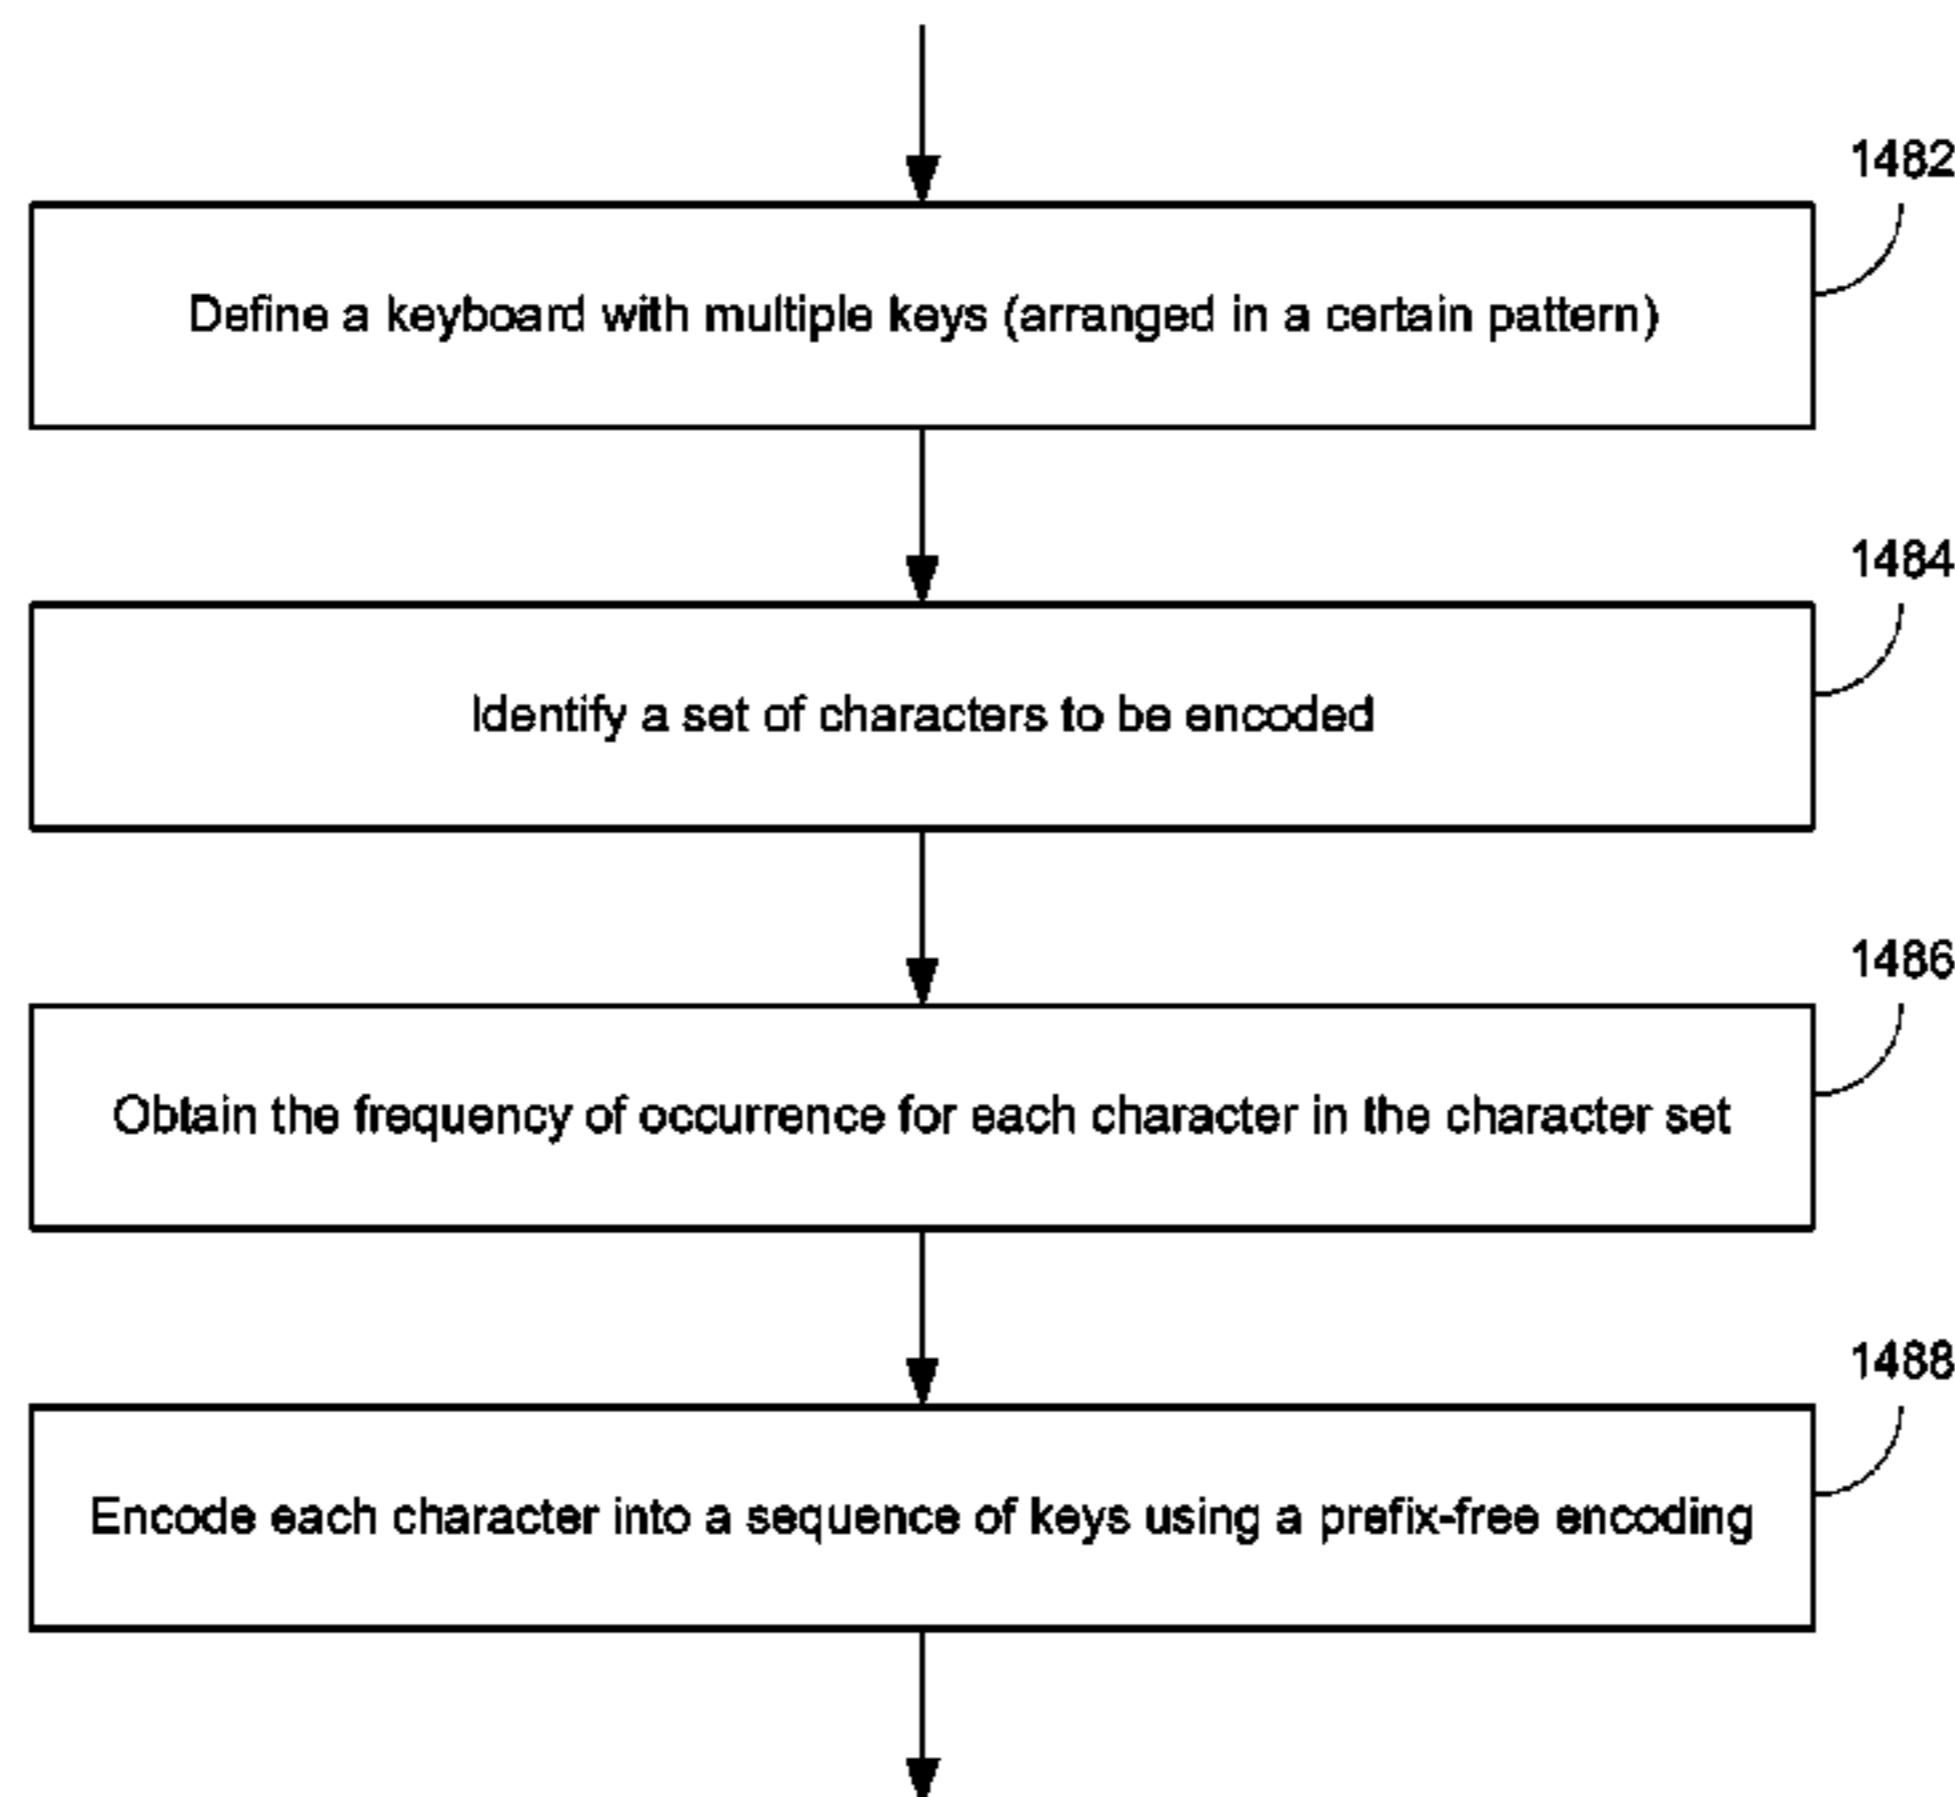 1482
Define a keyboard with multiple keys (arranged in a certain pattern)
1484
Identify a set of characters to be encoded
1486
Obtain the frequency of occurrence for each character in the character set
1488
Encode each character into a sequence of keys using a prefix-free encoding